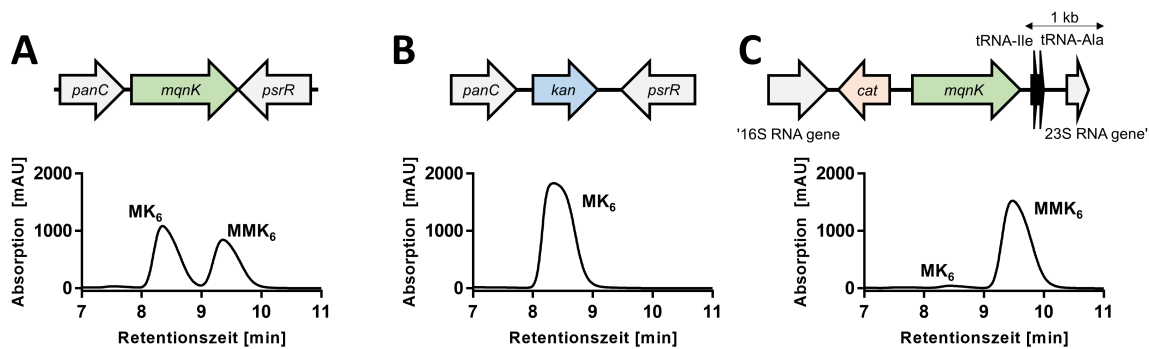 A
panC mqnK psrR
2000
1000
0
Absorption [mAU]
MK6
MMK6
7 8 9 10 11
Retentionszeit [min]
B
panC kan psrR
2000
1000
0
Absorption [mAU]
MK6
7 8 9 10 11
Retentionszeit [min]
C
1 kb
tRNA-Ile tRNA-Ala
cat mqnK
'16S RNA gene 23S RNA gene'
2000
1000
0
Absorption [mAU]
MK6
MMK6
7 8 9 10 11
Retentionszeit [min]